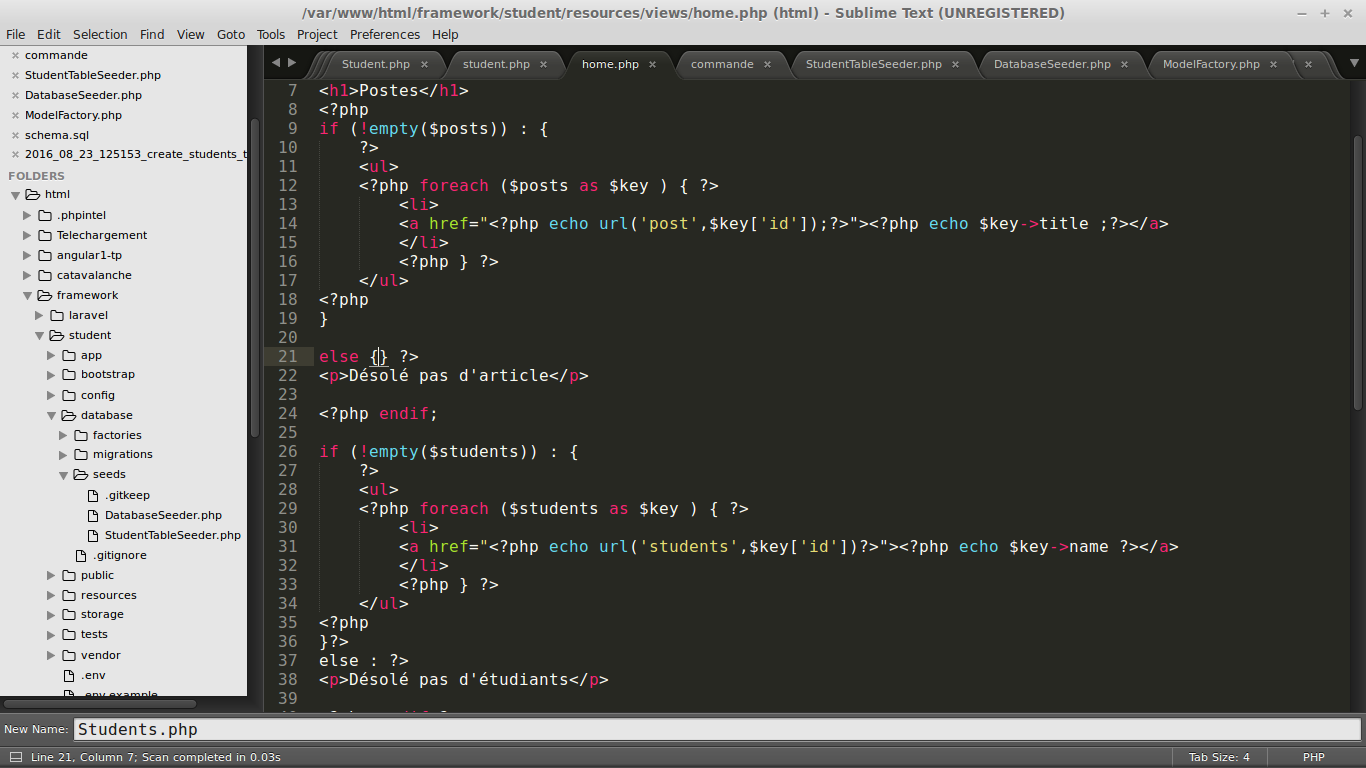 /var/www/html/framework/student/resources/views/home.php (html) - Sublime Text (UNREGISTERED)
File Edit Selection Find View Goto Tools Project Preferences Help
commande
StudentTableSeeder.php
DatabaseSeeder.php
ModelFactory.php
schema.sql
2016_08_23_125153_create_students_t
FOLDERS
html
.phpintel
Telechargement
angular1-tp
catavalanche
framework
laravel
student
app
bootstrap
config
database
factories
migrations
seeds
.gitkeep
DatabaseSeeder.php
StudentTableSeeder.php
.gitignore
public
resources
storage
tests
vendor
.env
.env.example
Student.php student.php home.php commande StudentTableSeeder.php DatabaseSeeder.php ModelFactory.php
7 <h1>Postes</h1>
8 <?php
9 if (!empty($posts)) : {
10 ?>
11 <ul>
12 <?php foreach ($posts as $key ) { ?>
13 <li>
14 <a href="<?php echo url('post',$key['id']);?>"><?php echo $key->title ;?></a>
15 </li>
16 <?php } ?>
17 </ul>
18 <?php
19 }
20
21 else {} ?>
22 <p>Désolé pas d'article</p>
23
24 <?php endif;
25
26 if (!empty($students)) : {
27 ?>
28 <ul>
29 <?php foreach ($students as $key ) { ?>
30 <li>
31 <a href="<?php echo url('students',$key['id'])?>"><?php echo $key->name ?></a>
32 </li>
33 <?php } ?>
34 </ul>
35 <?php
36 }?>
37 else : ?>
38 <p>Désolé pas d'étudiants</p>
39
New Name: Students.php
Line 21, Column 7; Scan completed in 0.03s Tab Size: 4 PHP